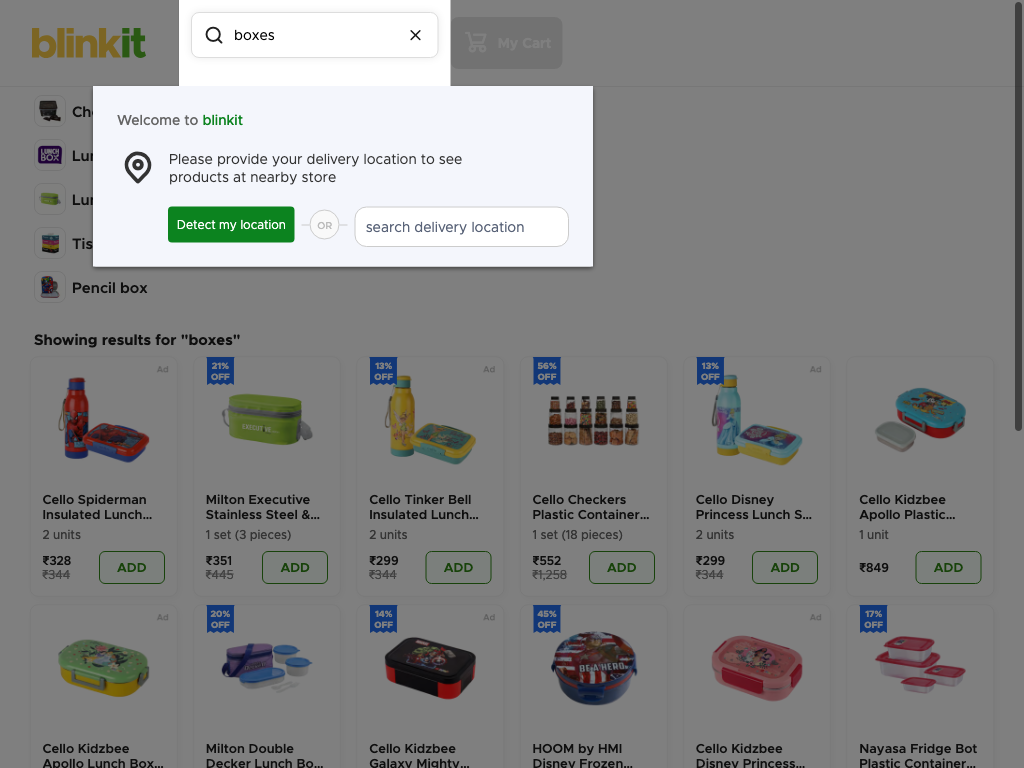 blinkit
boxes
My Cart
Welcome to blinkit
Please provide your delivery location to see
products at nearby store
Detect my location
OR
search delivery location
Ch
Lun
LUNCH
BOX
Lun
Tis
Pencil box
Showing results for "boxes"
Ad
21%
OFF
13%
OFF
Ad
56%
OFF
13%
OFF
Ad
EXECUTIVE
Cello Spiderman
Insulated Lunch...
2 units
₹328
₹344
ADD
Milton Executive
Stainless Steel &...
1 set (3 pieces)
₹351
₹445
ADD
Cello Tinker Bell
Insulated Lunch...
2 units
₹299
₹344
ADD
Cello Checkers
Plastic Container...
1 set (18 pieces)
₹552
₹1,258
ADD
Cello Disney
Princess Lunch S...
2 units
₹299
₹344
ADD
Cello Kidzbee
Apollo Plastic...
1 unit
₹849
ADD
Ad
20%
OFF
14%
OFF
Ad
45%
OFF
Ad
17%
OFF
BE A HERO
Cello Kidzbee
Apollo Lunch Box...
Milton Double
Decker Lunch Bo...
Cello Kidzbee
Galaxy Mighty...
HOOM by HMI
Disney Frozen...
Cello Kidzbee
Disney Princess...
Nayasa Fridge Bot
Plastic Container...